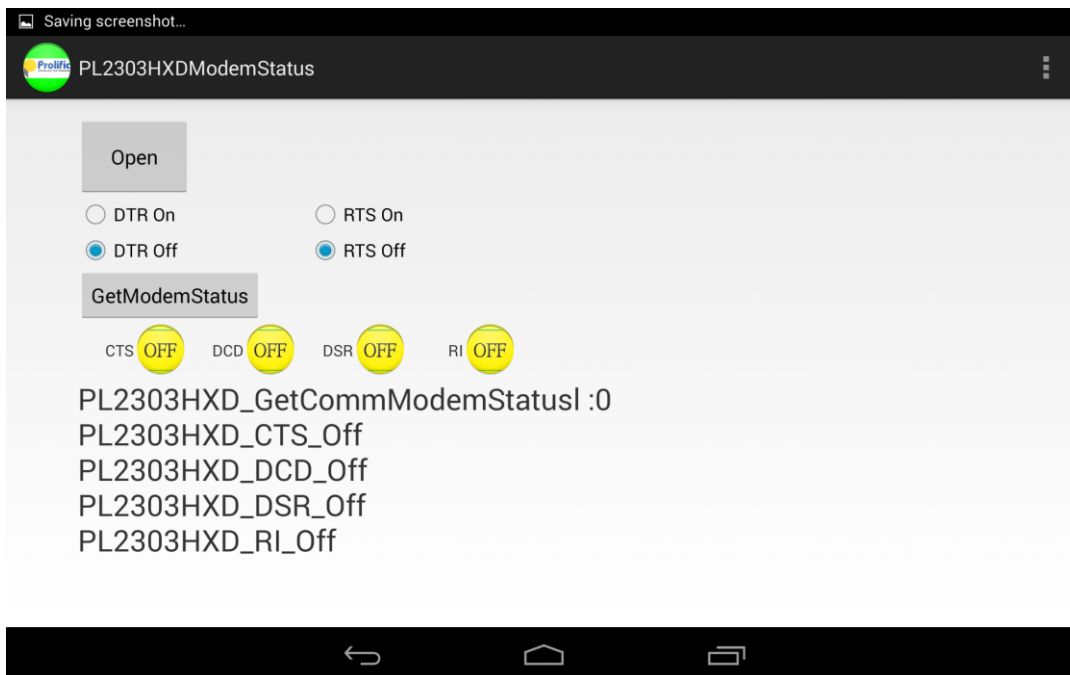 Saving screenshot...
Prolific PL2303HXDModemStatus
Open
DTR On RTS On
DTR Off RTS Off
GetModemStatus
CTS OFF DCD OFF DSR OFF RI OFF
PL2303HXD_GetCommModemStatusl :0
PL2303HXD_CTS_Off
PL2303HXD_DCD_Off
PL2303HXD_DSR_Off
PL2303HXD_RI_Off